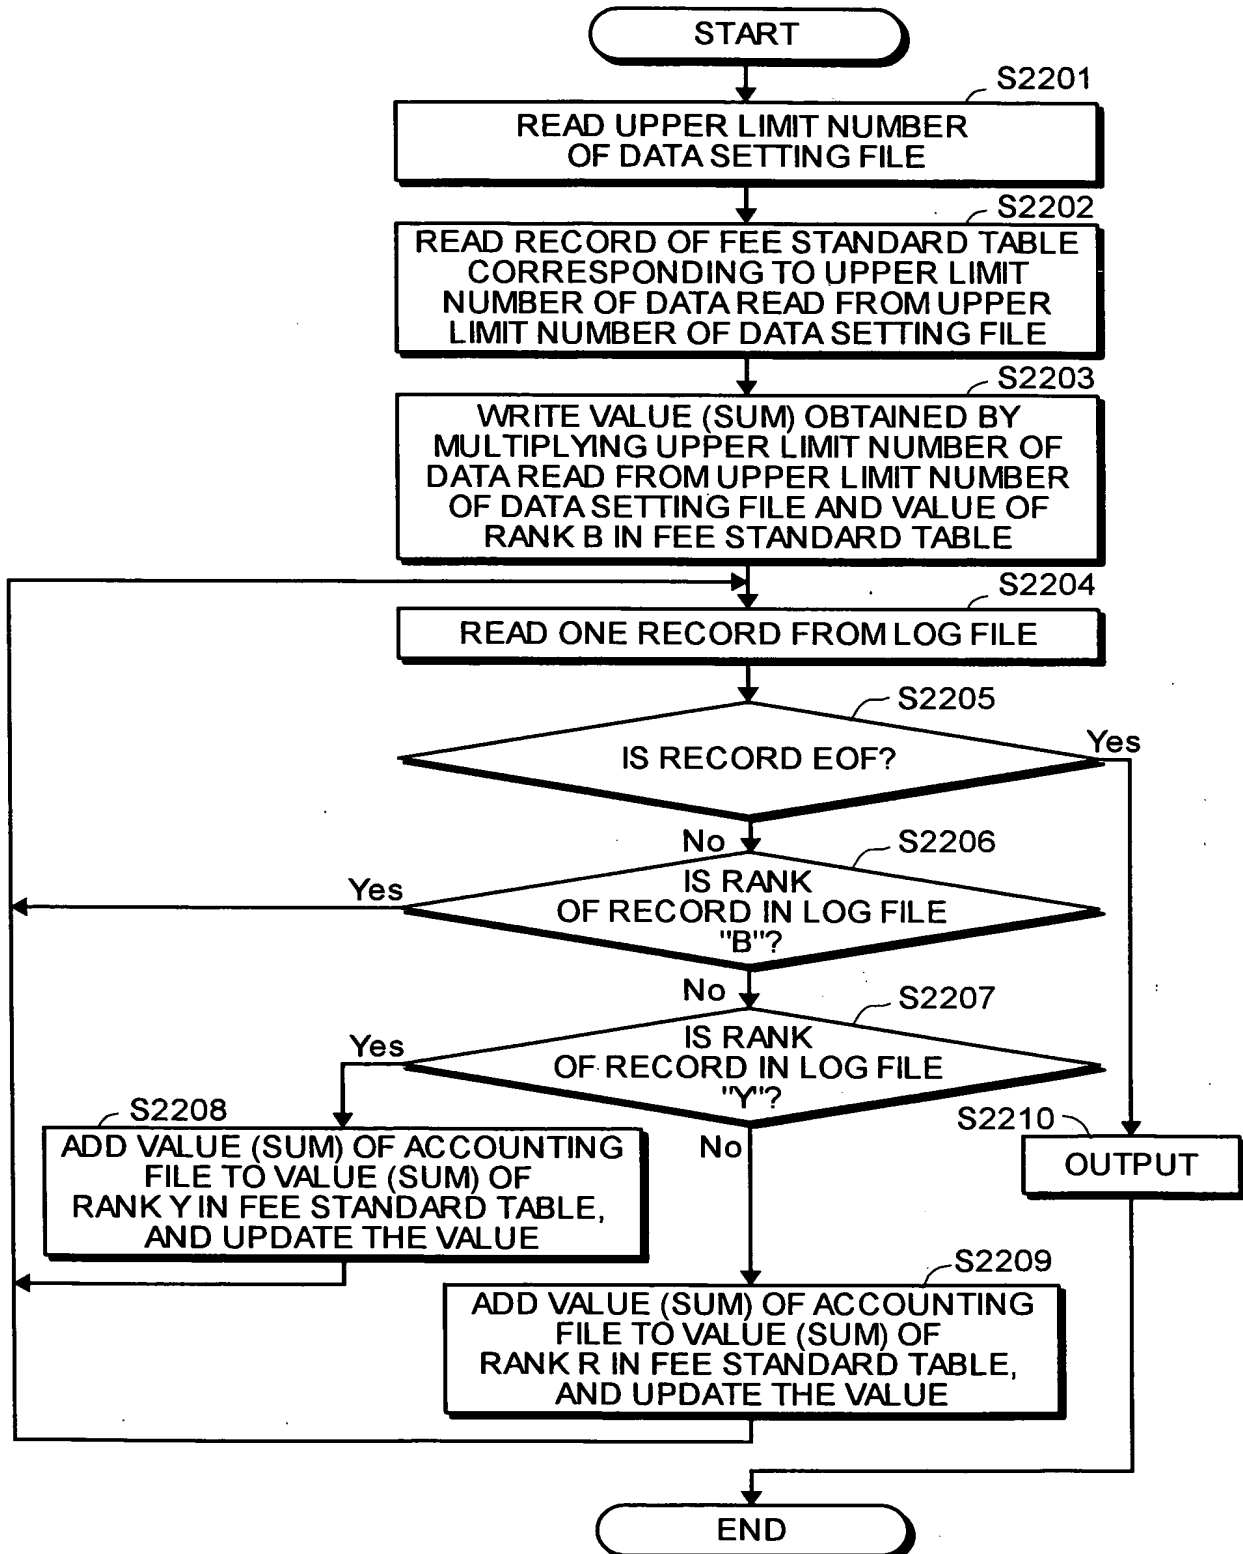 START
S2201
READ UPPER LIMIT NUMBER
OF DATA SETTING FILE
S2202
READ RECORD OF FEE STANDARD TABLE
CORRESPONDING TO UPPER LIMIT
NUMBER OF DATA READ FROM UPPER
LIMIT NUMBER OF DATA SETTING FILE
S2203
WRITE VALUE (SUM) OBTAINED BY
MULTIPLYING UPPER LIMIT NUMBER OF
DATA READ FROM UPPER LIMIT NUMBER
OF DATA SETTING FILE AND VALUE OF
RANK B IN FEE STANDARD TABLE
S2204
READ ONE RECORD FROM LOG FILE
S2205
IS RECORD EOF?
Yes
No
S2206
IS RANK
OF RECORD IN LOG FILE
"B"?
Yes
No
S2207
IS RANK
OF RECORD IN LOG FILE
"Y"?
Yes
No
S2208
ADD VALUE (SUM) OF ACCOUNTING
FILE TO VALUE (SUM) OF
RANK Y IN FEE STANDARD TABLE,
AND UPDATE THE VALUE
S2210
OUTPUT
S2209
ADD VALUE (SUM) OF ACCOUNTING
FILE TO VALUE (SUM) OF
RANK R IN FEE STANDARD TABLE,
AND UPDATE THE VALUE
END